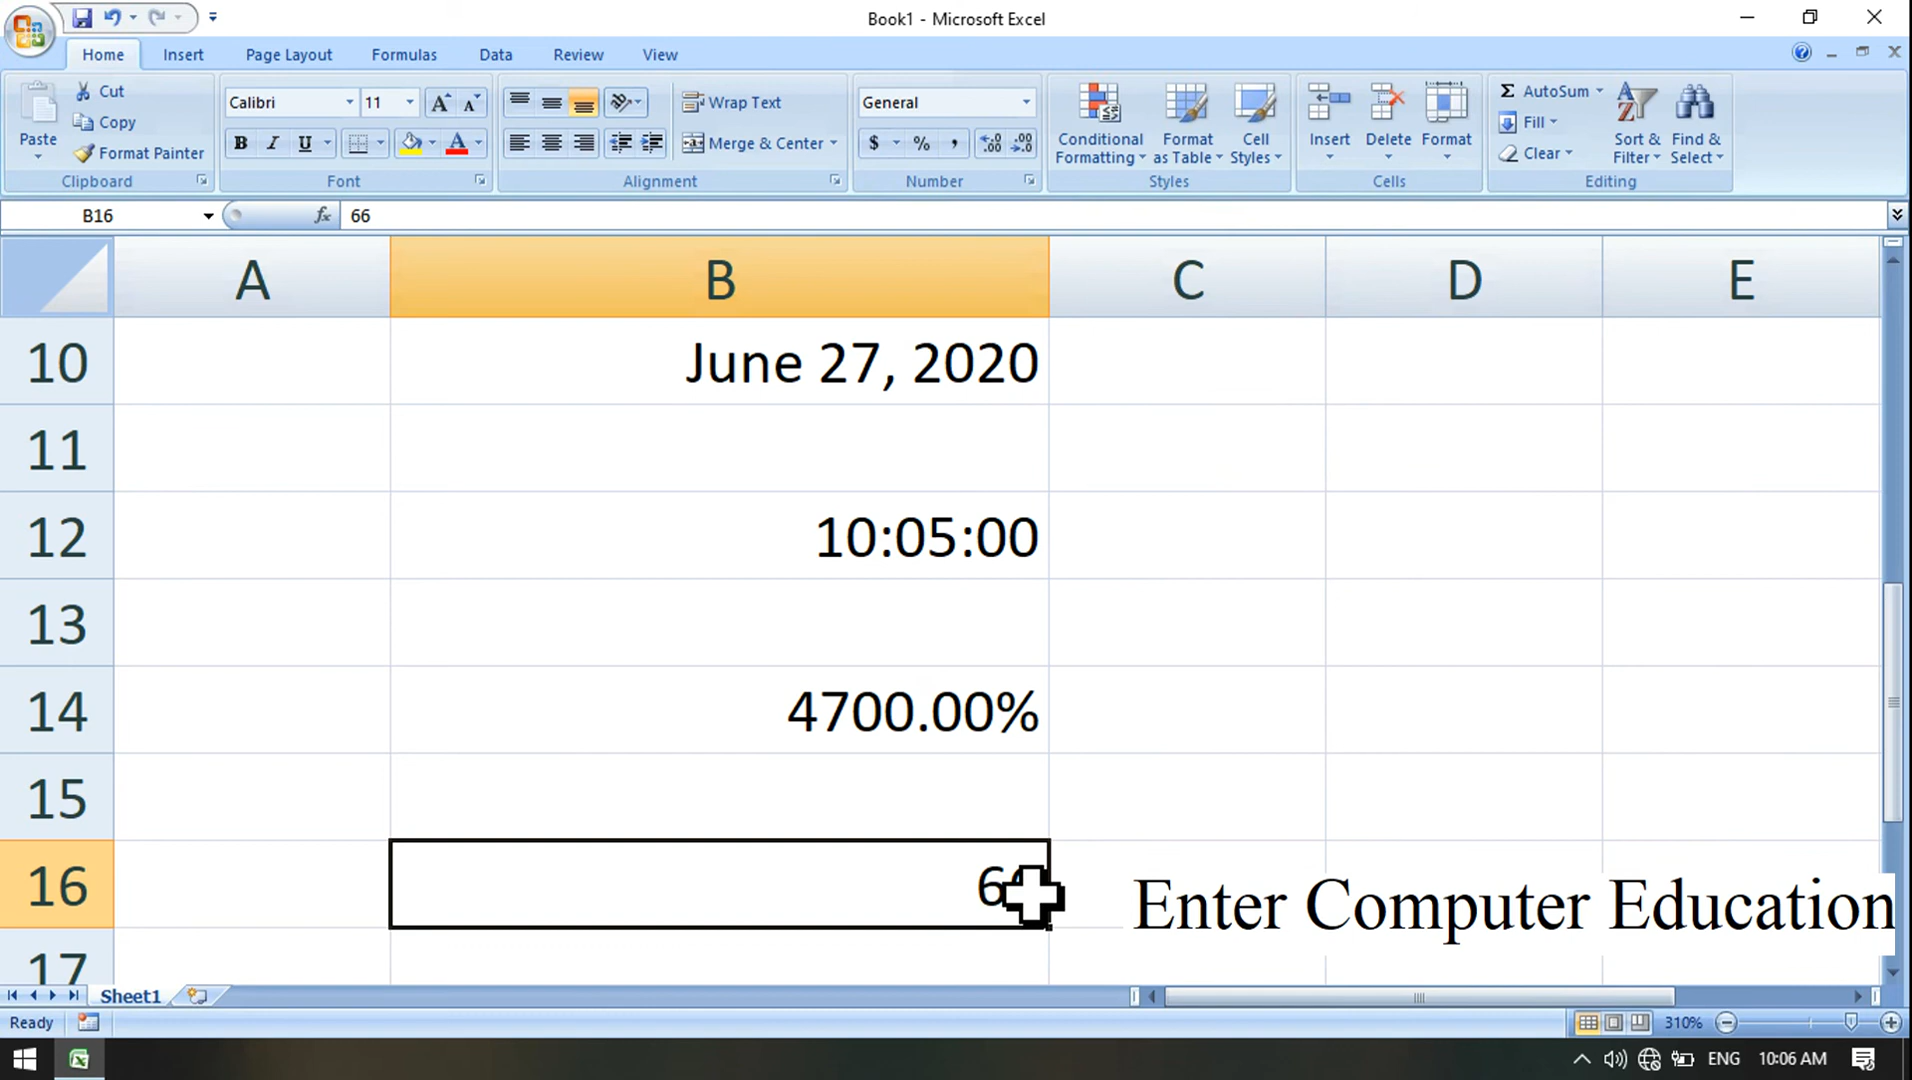 Book1 - Microsoft Excel
Home Insert Page Layout Formulas Data Review View
Paste
Cut
Copy
Format Painter
Clipboard
Calibri 11
B I U
Font
Wrap Text
Merge & Center
Alignment
General
$ % ,
Number
Conditional Formatting
Format as Table
Cell Styles
Styles
Insert
Delete
Format
Cells
AutoSum
Fill
Clear
Sort & Filter
Find & Select
Editing
B16 fx 66
A B C D E
10 June 27, 2020
11
12 10:05:00
13
14 4700.00%
15
16
Enter Computer Education
17
Sheet1
Ready 310%
ENG 10:06 AM